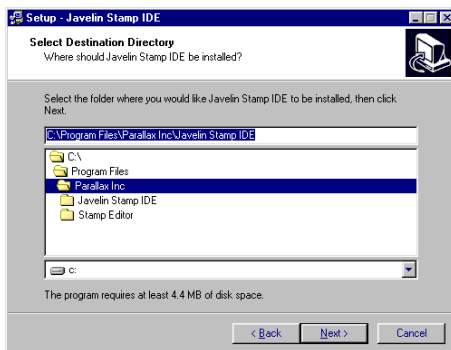 Setup - Javelin Stamp IDE
Select Destination Directory
Where should Javelin Stamp IDE be installed?
Select the folder where you would like Javelin Stamp IDE to be installed, then click
Next.
C:\Program Files\Parallax Inc\Javelin Stamp IDE
C:\
Program Files
Parallax Inc
Javelin Stamp IDE
Stamp Editor
c:
The program requires at least 4.4 MB of disk space.
< Back Next > Cancel